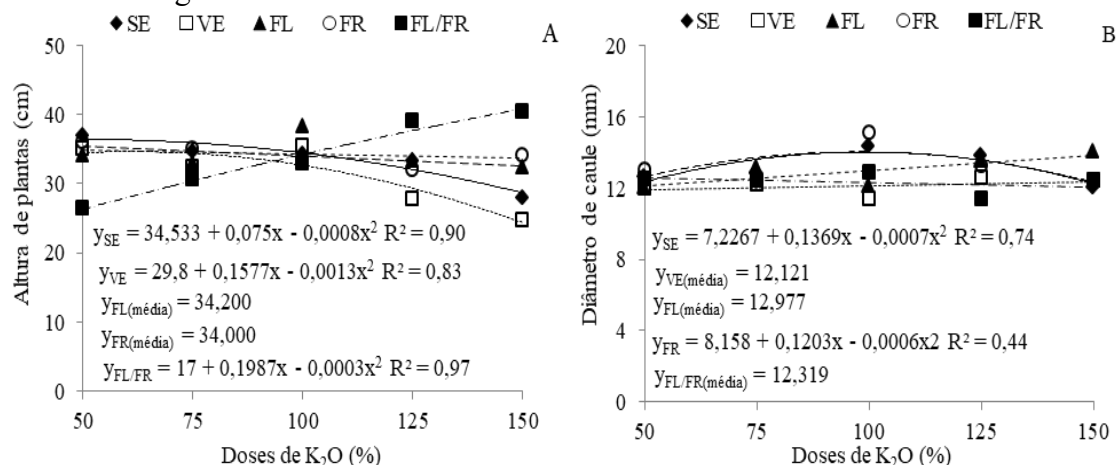 SE VE FL FR FL/FR
A
Altura de plantas (cm)
50
40
30
20
10
0
y_SE = 34,533 + 0,075x - 0,0008x² R² = 0,90
y_VE = 29,8 + 0,1577x - 0,0013x² R² = 0,83
y_FL(média) = 34,200
y_FR(média) = 34,000
y_FL/FR = 17 + 0,1987x - 0,0003x² R² = 0,97
50 75 100 125 150
Doses de K₂O (%)
SE VE FL FR FL/FR
B
Diâmetro de caule (mm)
20
16
12
8
4
0
y_SE = 7,2267 + 0,1369x - 0,0007x² R² = 0,74
y_VE(média) = 12,121
y_FL(média) = 12,977
y_FR = 8,158 + 0,1203x - 0,0006x2 R² = 0,44
y_FL/FR(média) = 12,319
50 75 100 125 150
Doses de K₂O (%)